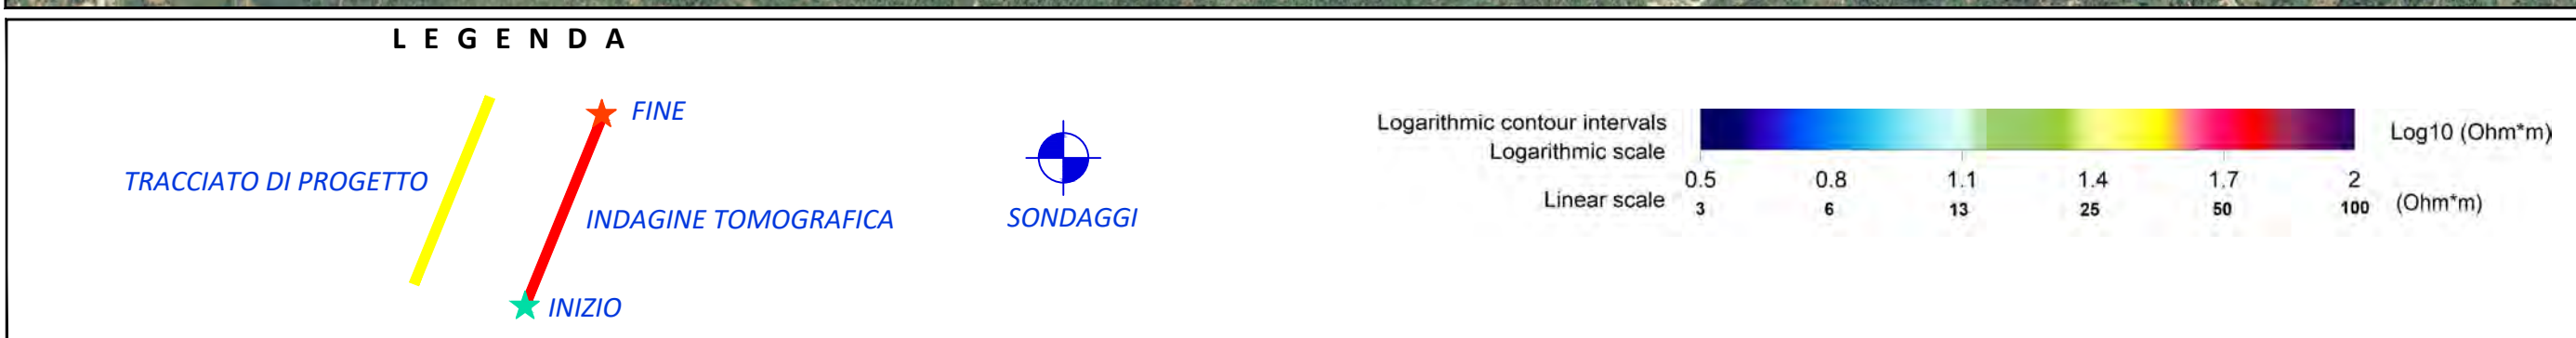 L E G E N D A
FINE
TRACCIATO DI PROGETTO
INDAGINE TOMOGRAFICA
INIZIO
SONDAGGI
Logarithmic contour intervals
Logarithmic scale
Log10 (Ohm*m)
0.5 0.8 1.1 1.4 1.7 2
Linear scale 3 6 13 25 50 100 (Ohm*m)